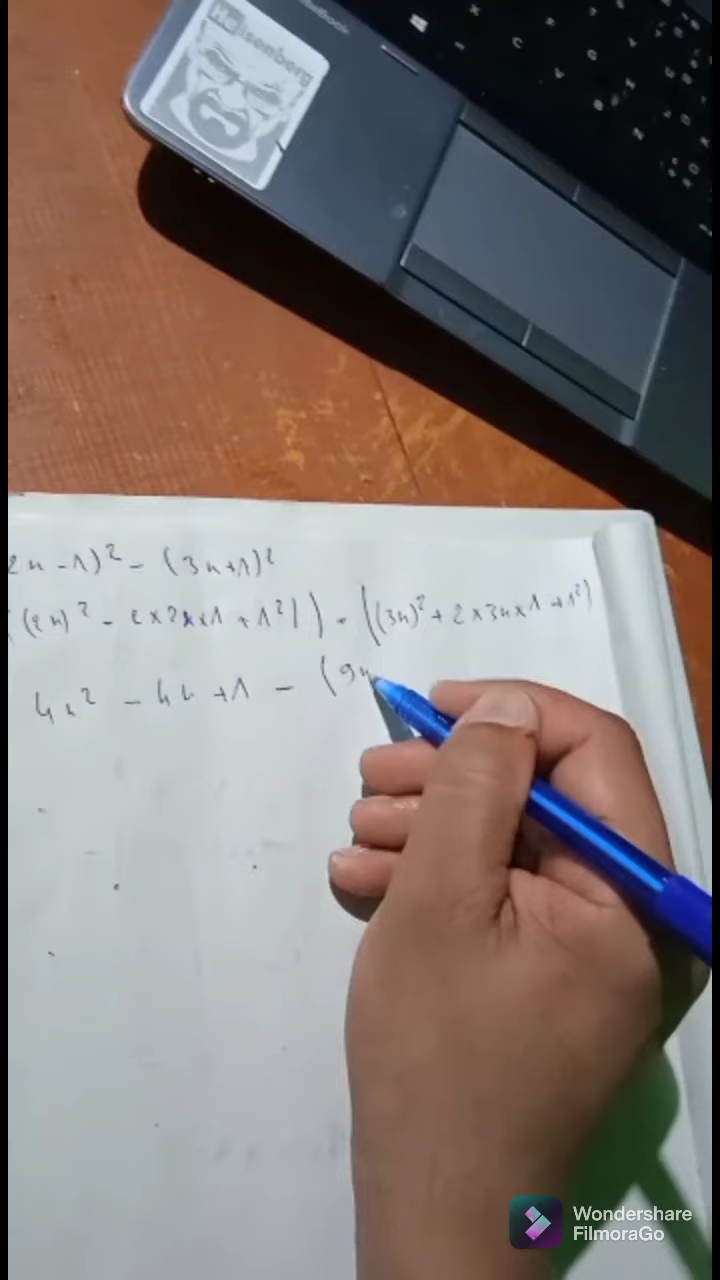 Heisenberg
2x -1)² - (3x+1)²
((2x)² - 2×2x×1 + 1²)) - ((3x)² + 2×3x×1 +1²)
4x² - 4x +1 - (9x
Wondershare
FilmoraGo